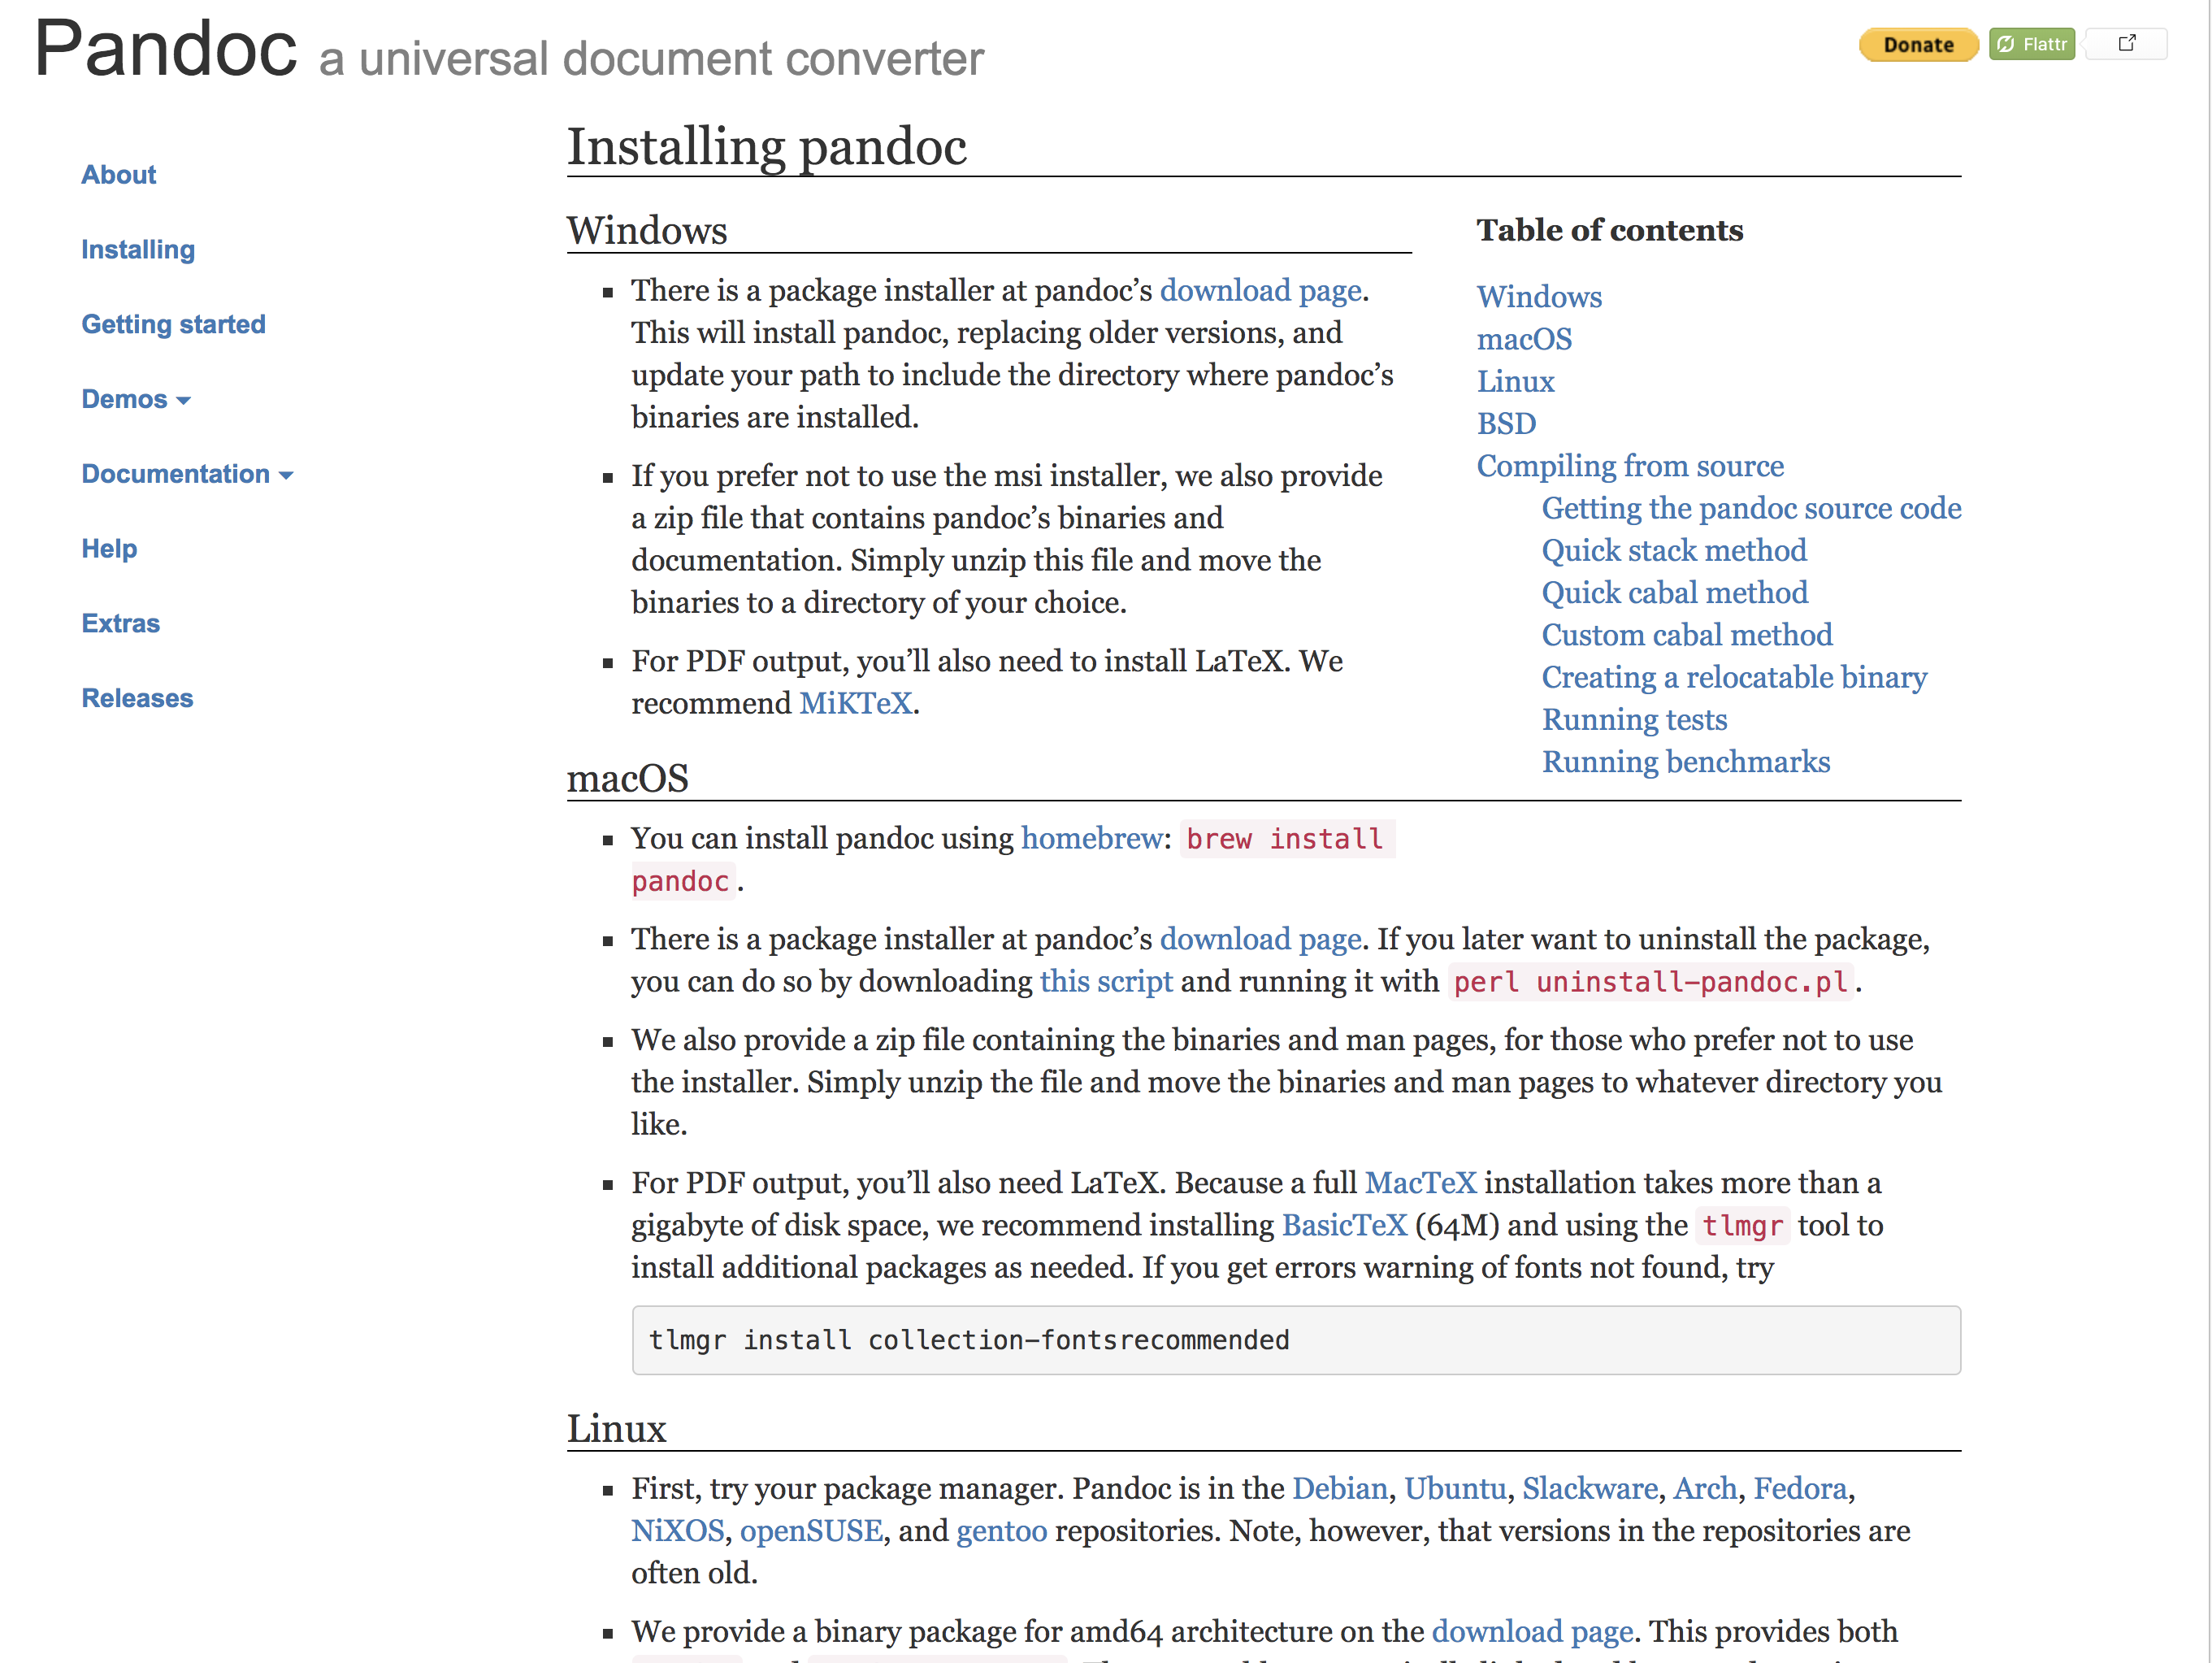 Pandoc a universal document converter
Donate
Flattr
About
Installing
Getting started
Demos
Documentation
Help
Extras
Releases
Installing pandoc
Windows
There is a package installer at pandoc’s download page.
This will install pandoc, replacing older versions, and
update your path to include the directory where pandoc’s
binaries are installed.
If you prefer not to use the msi installer, we also provide
a zip file that contains pandoc’s binaries and
documentation. Simply unzip this file and move the
binaries to a directory of your choice.
For PDF output, you’ll also need to install LaTeX. We
recommend MiKTeX.
Table of contents
Windows
macOS
Linux
BSD
Compiling from source
Getting the pandoc source code
Quick stack method
Quick cabal method
Custom cabal method
Creating a relocatable binary
Running tests
Running benchmarks
macOS
You can install pandoc using homebrew: brew install
pandoc.
There is a package installer at pandoc’s download page. If you later want to uninstall the package,
you can do so by downloading this script and running it with perl uninstall-pandoc.pl.
We also provide a zip file containing the binaries and man pages, for those who prefer not to use
the installer. Simply unzip the file and move the binaries and man pages to whatever directory you
like.
For PDF output, you’ll also need LaTeX. Because a full MacTeX installation takes more than a
gigabyte of disk space, we recommend installing BasicTeX (64M) and using the tlmgr tool to
install additional packages as needed. If you get errors warning of fonts not found, try
tlmgr install collection-fontsrecommended
Linux
First, try your package manager. Pandoc is in the Debian, Ubuntu, Slackware, Arch, Fedora,
NiXOS, openSUSE, and gentoo repositories. Note, however, that versions in the repositories are
often old.
We provide a binary package for amd64 architecture on the download page. This provides both